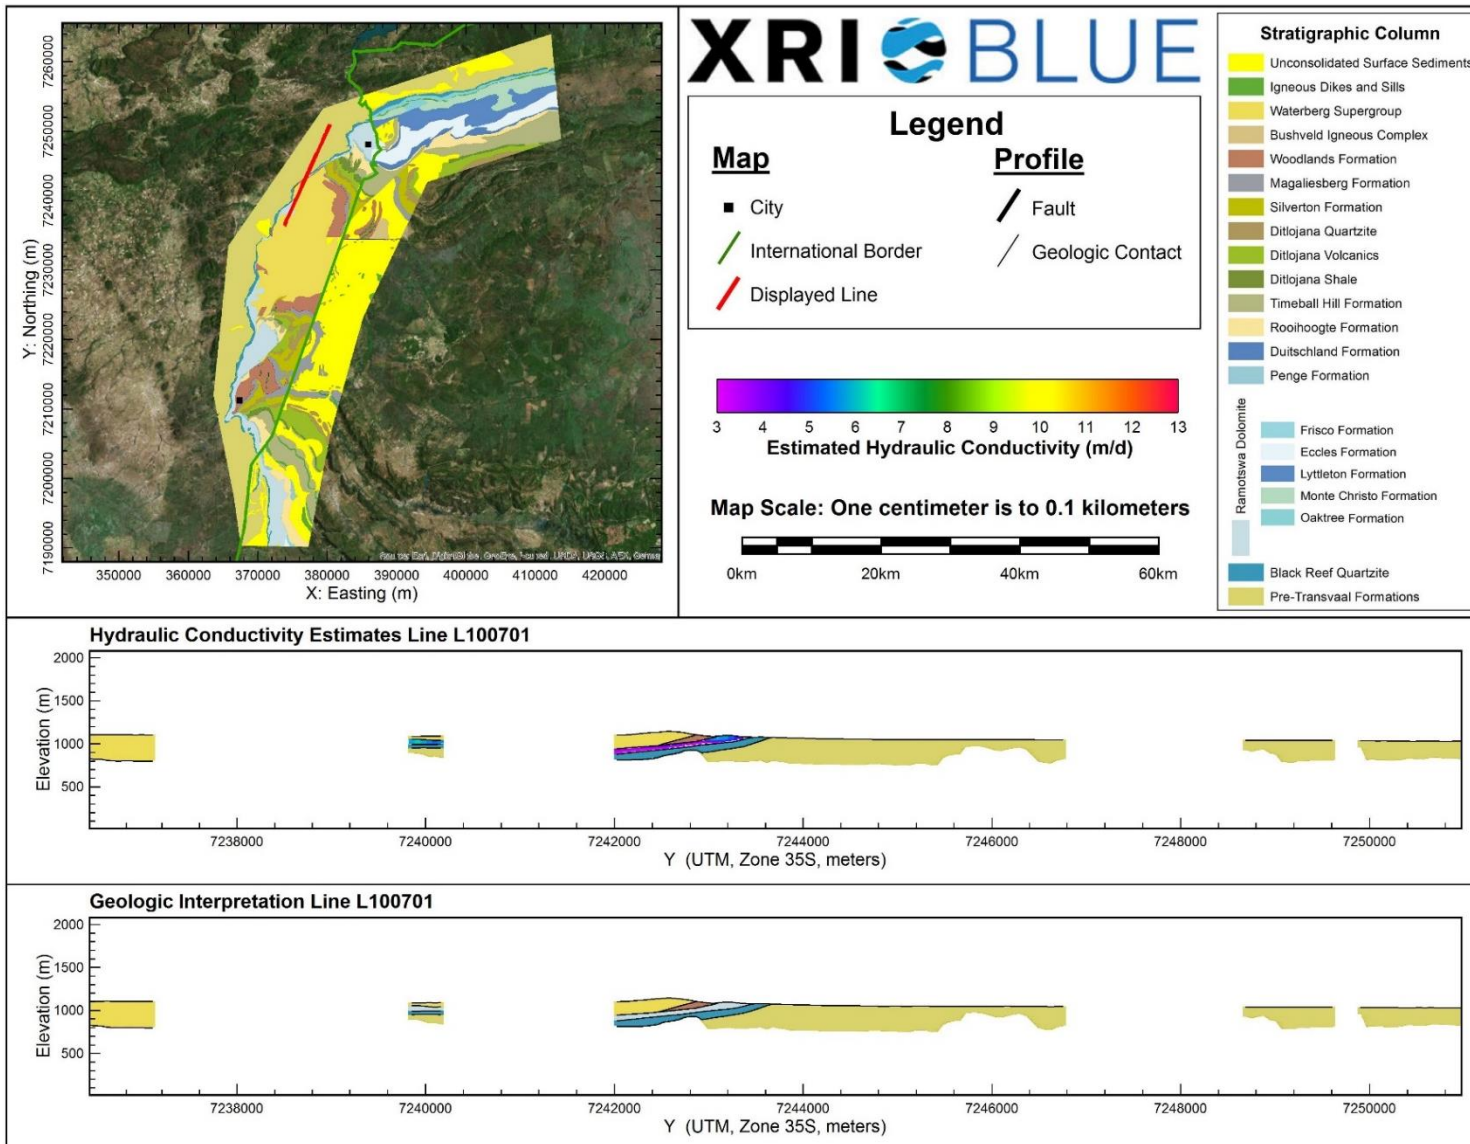 XRI BLUE
Legend
Map
City
International Border
Displayed Line
Profile
Fault
Geologic Contact
3 4 5 6 7 8 9 10 11 12 13
Estimated Hydraulic Conductivity (m/d)
Map Scale: One centimeter is to 0.1 kilometers
0km 20km 40km 60km
Stratigraphic Column
Unconsolidated Surface Sediments
Igneous Dikes and Sills
Waterberg Supergroup
Bushveld Igneous Complex
Woodlands Formation
Magaliesberg Formation
Silverton Formation
Ditlojana Quartzite
Ditlojana Volcanics
Ditlojana Shale
Timeball Hill Formation
Rooihoogte Formation
Duitschland Formation
Penge Formation
Ramotswa Dolomite
Frisco Formation
Eccles Formation
Lyttleton Formation
Monte Christo Formation
Oaktree Formation
Black Reef Quartzite
Pre-Transvaal Formations
Y: Northing (m)
7260000
7250000
7240000
7230000
7220000
7210000
7200000
7190000
350000 360000 370000 380000 390000 400000 410000 420000
X: Easting (m)
Hydraulic Conductivity Estimates Line L100701
Elevation (m)
2000
1500
1000
500
7238000 7240000 7242000 7244000 7246000 7248000 7250000
Y (UTM, Zone 35S, meters)
Geologic Interpretation Line L100701
Elevation (m)
2000
1500
1000
500
7238000 7240000 7242000 7244000 7246000 7248000 7250000
Y (UTM, Zone 35S, meters)